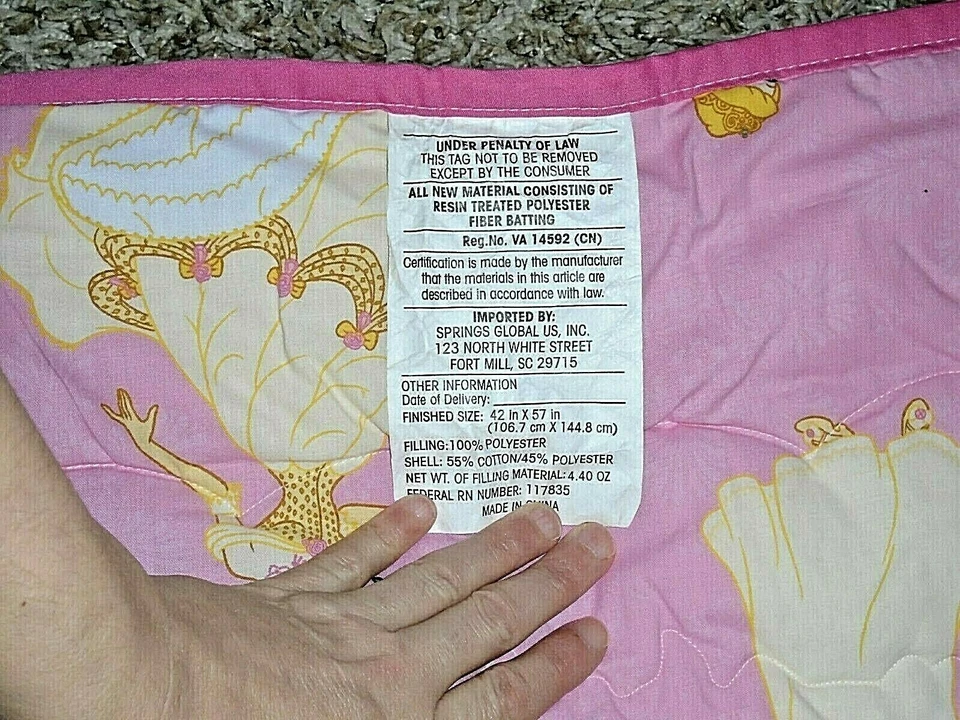 UNDER PENALTY OF LAW
THIS TAG NOT TO BE REMOVED
EXCEPT BY THE CONSUMER
ALL NEW MATERIAL CONSISTING OF
RESIN TREATED POLYESTER
FIBER BATTING
Reg.No. VA 14592 (CN)
Certification is made by the manufacturer
that the materials in this article are
described in accordance with law.
IMPORTED BY:
SPRINGS GLOBAL US, INC.
123 NORTH WHITE STREET
FORT MILL, SC 29715
OTHER INFORMATION
Date of Delivery:
FINISHED SIZE: 42 in X 57 in
(106.7 cm X 144.8 cm)
FILLING:100% POLYESTER
SHELL: 55% COTTON/45% POLYESTER
NET WT. OF FILLING MATERIAL: 4.40 OZ
FEDERAL RN NUMBER: 117835
MADE IN CHINA